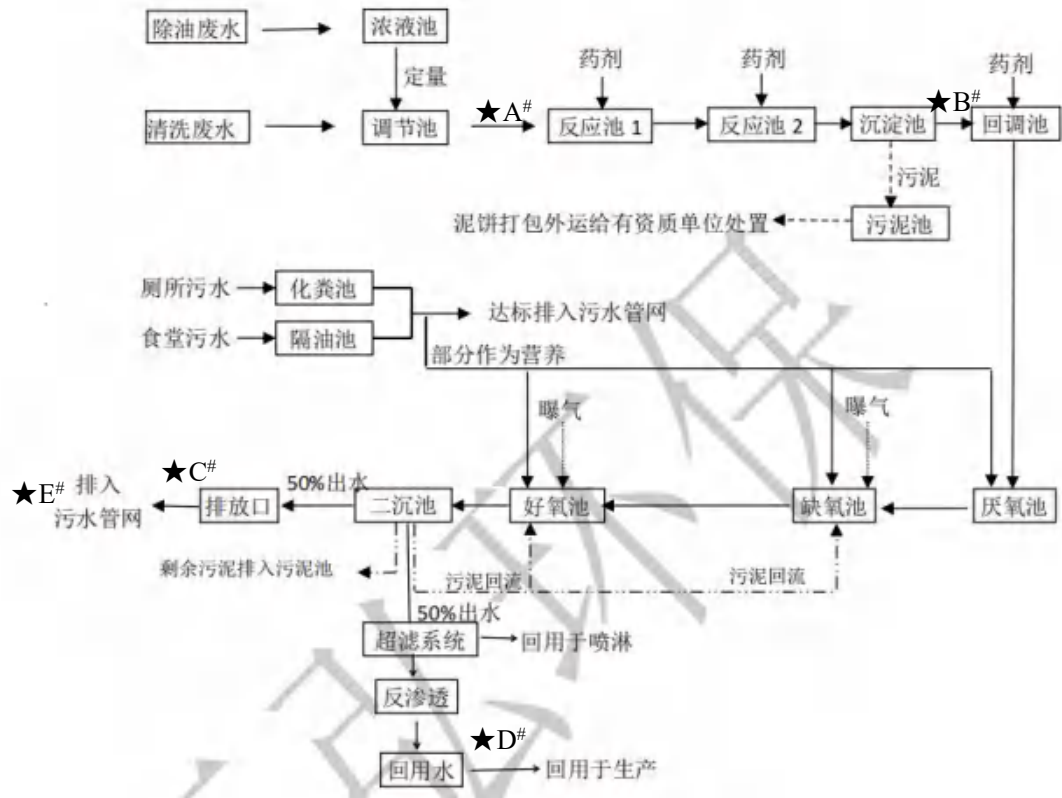 除油废水
浓液池
定量
药剂
药剂
药剂
清洗废水
调节池
★A#
反应池 1
反应池 2
沉淀池
★B#
回调池
污泥
泥饼打包外运给有资质单位处置
污泥池
厕所污水
化粪池
达标排入污水管网
食堂污水
隔油池
部分作为营养
曝气
曝气
★E#
排入
污水管网
★C#
排放口
50%出水
二沉池
好氧池
缺氧池
厌氧池
剩余污泥排入污泥池
污泥回流
污泥回流
50%出水
超滤系统
回用于喷淋
反渗透
★D#
回用水
回用于生产
环保